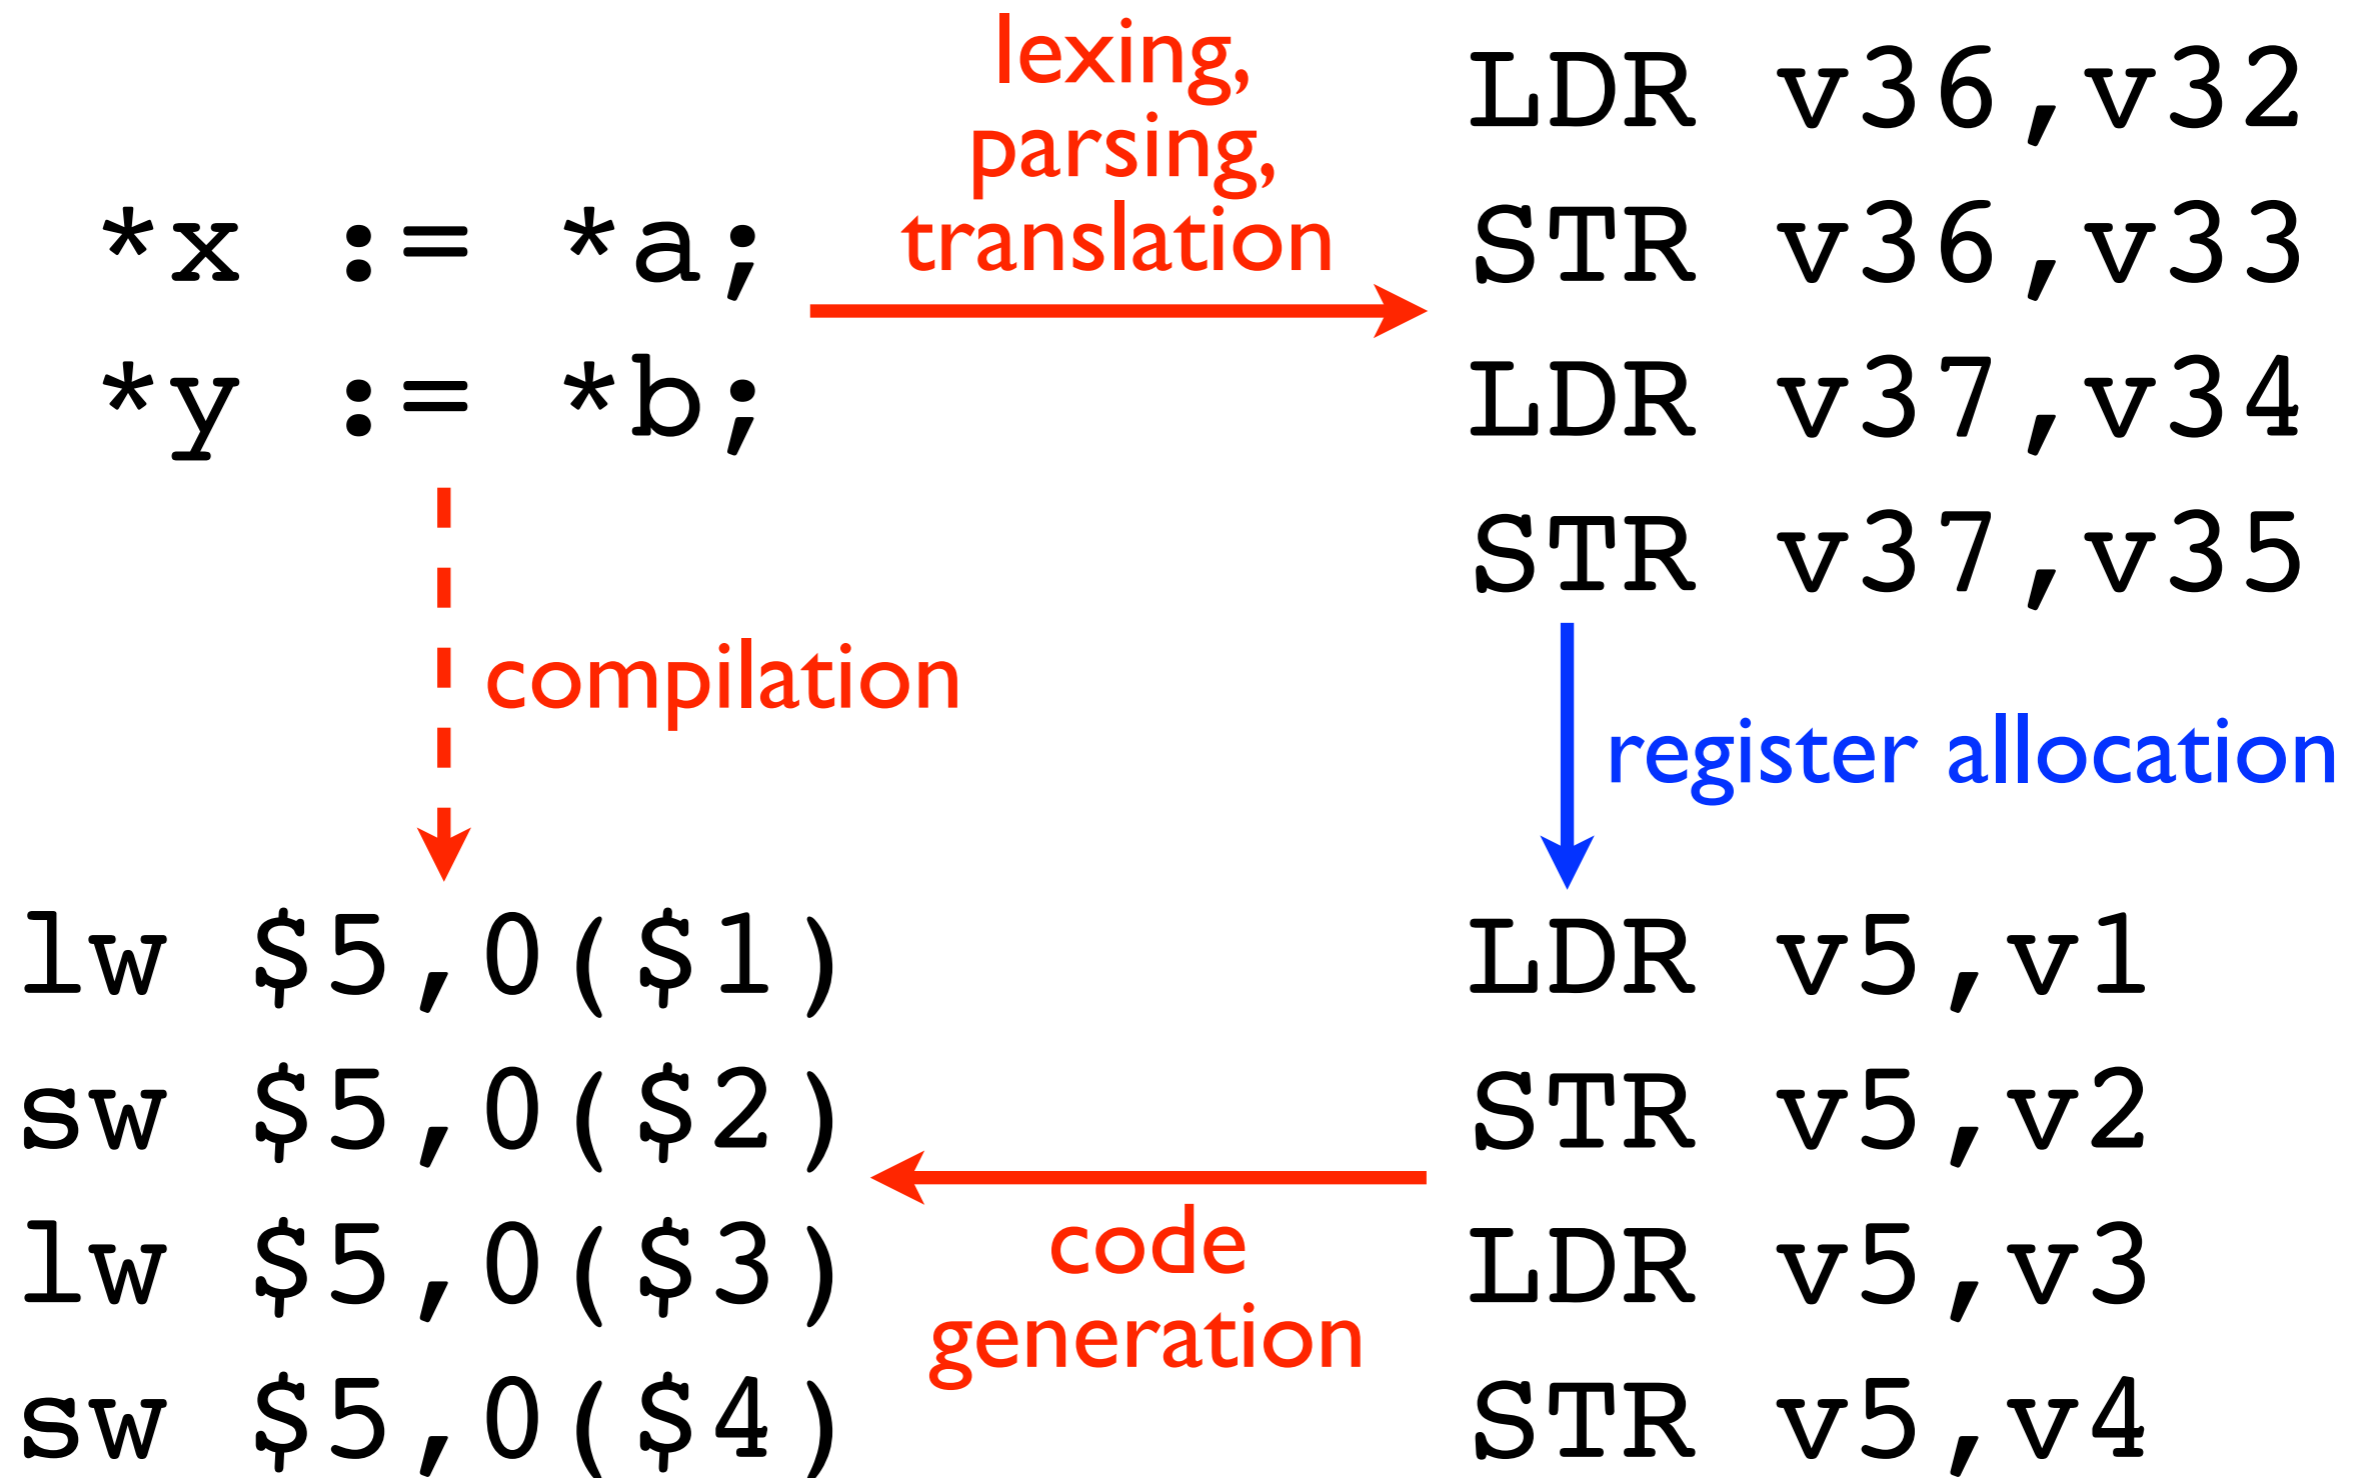 *x := *a;
*y := *b;
lexing,
parsing,
translation
LDR v36,v32
STR v36,v33
LDR v37,v34
STR v37,v35
compilation
register allocation
lw $5,0($1)
sw $5,0($2)
lw $5,0($3)
sw $5,0($4)
code
generation
LDR v5,v1
STR v5,v2
LDR v5,v3
STR v5,v4